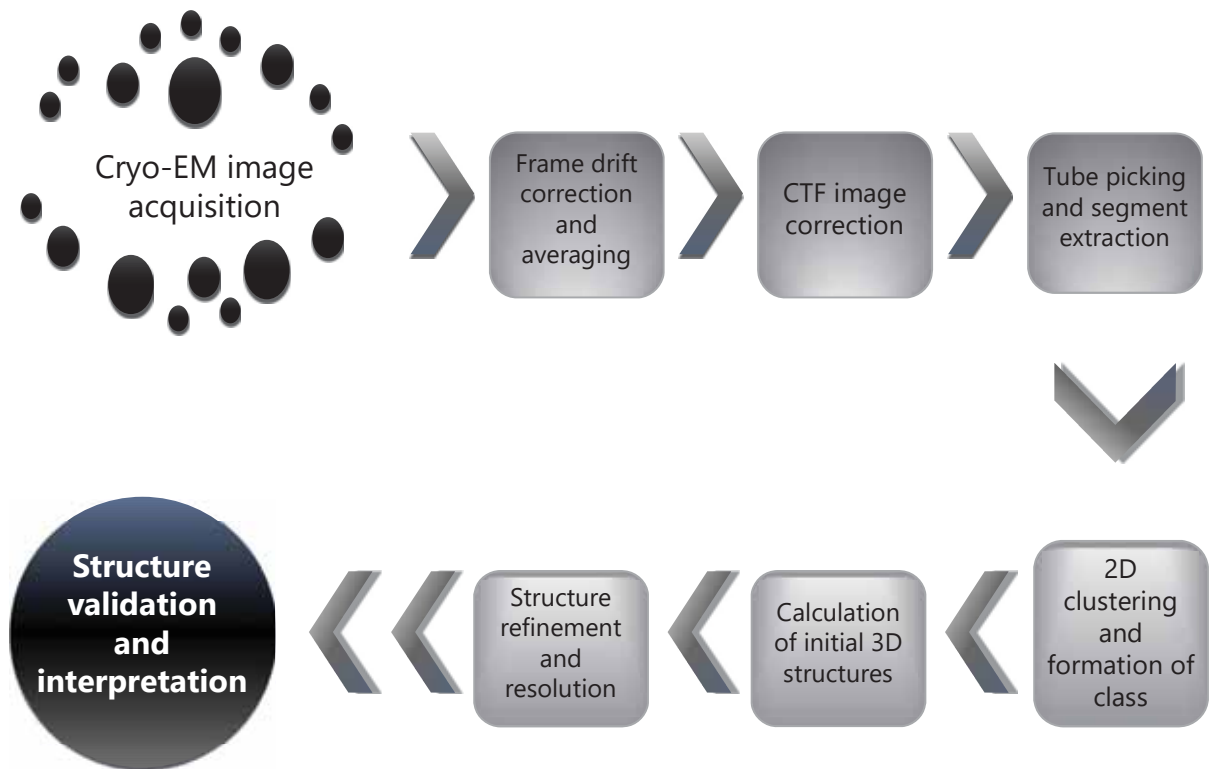 Cryo-EM image
acquisition
Frame drift
correction
and
averaging
CTF image
correction
Tube picking
and segment
extraction
2D
clustering
and
formation of
class
Calculation
of initial 3D
structures
Structure
refinement
and
resolution
Structure
validation
and
interpretation